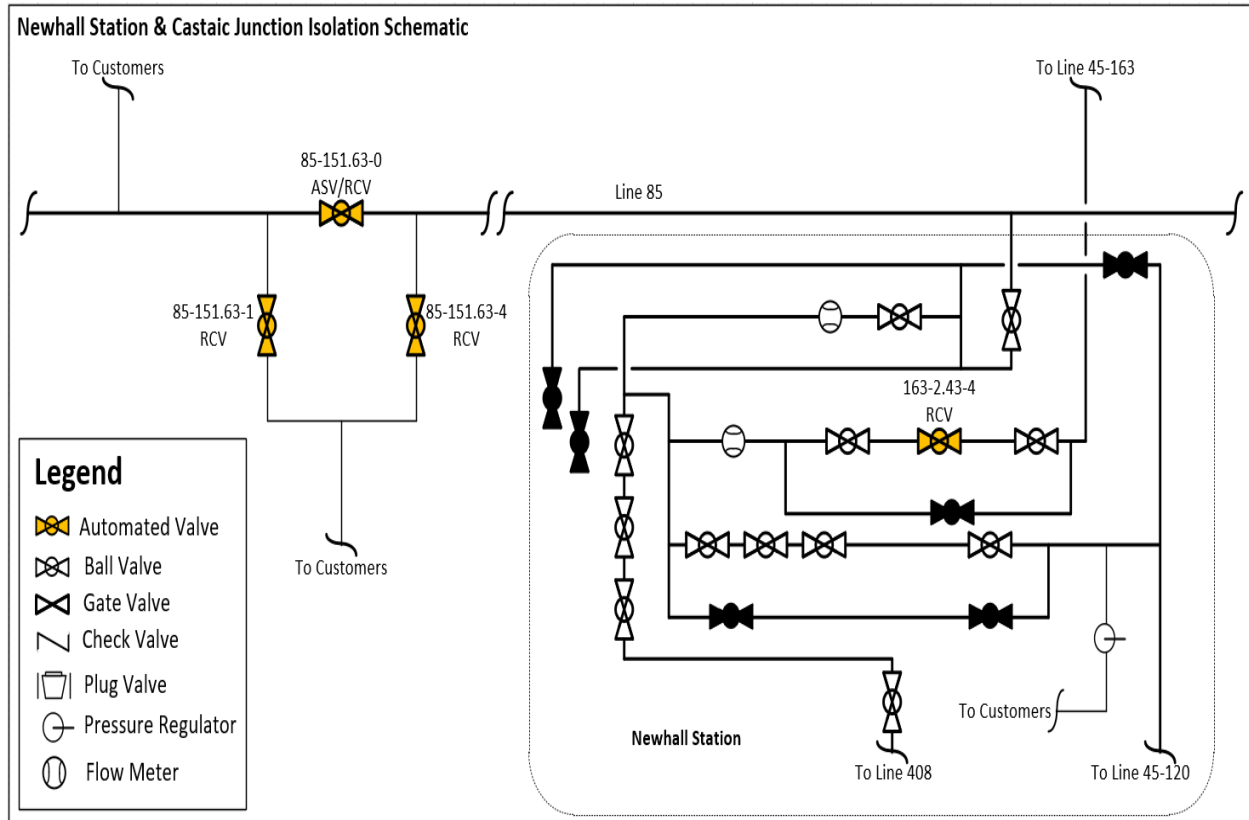 Newhall Station & Castaic Junction Isolation Schematic
To Customers
To Line 45-163
85-151.63-0
ASV/RCV
Line 85
85-151.63-1
RCV
85-151.63-4
RCV
163-2.43-4
RCV
To Customers
Legend
Automated Valve
Ball Valve
Gate Valve
Check Valve
Plug Valve
Pressure Regulator
Flow Meter
To Customers
Newhall Station
To Line 408
To Line 45-120